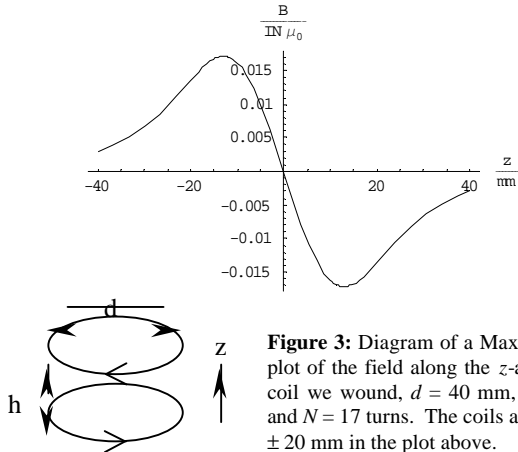 B
IN μ0
0.015
0.01
0.005
-40 -20 20 40
z
mm
-0.005
-0.01
-0.015
d
z
h
Figure 3: Diagram of a Max
plot of the field along the z-a
coil we wound, d = 40 mm,
and N = 17 turns. The coils a
± 20 mm in the plot above.